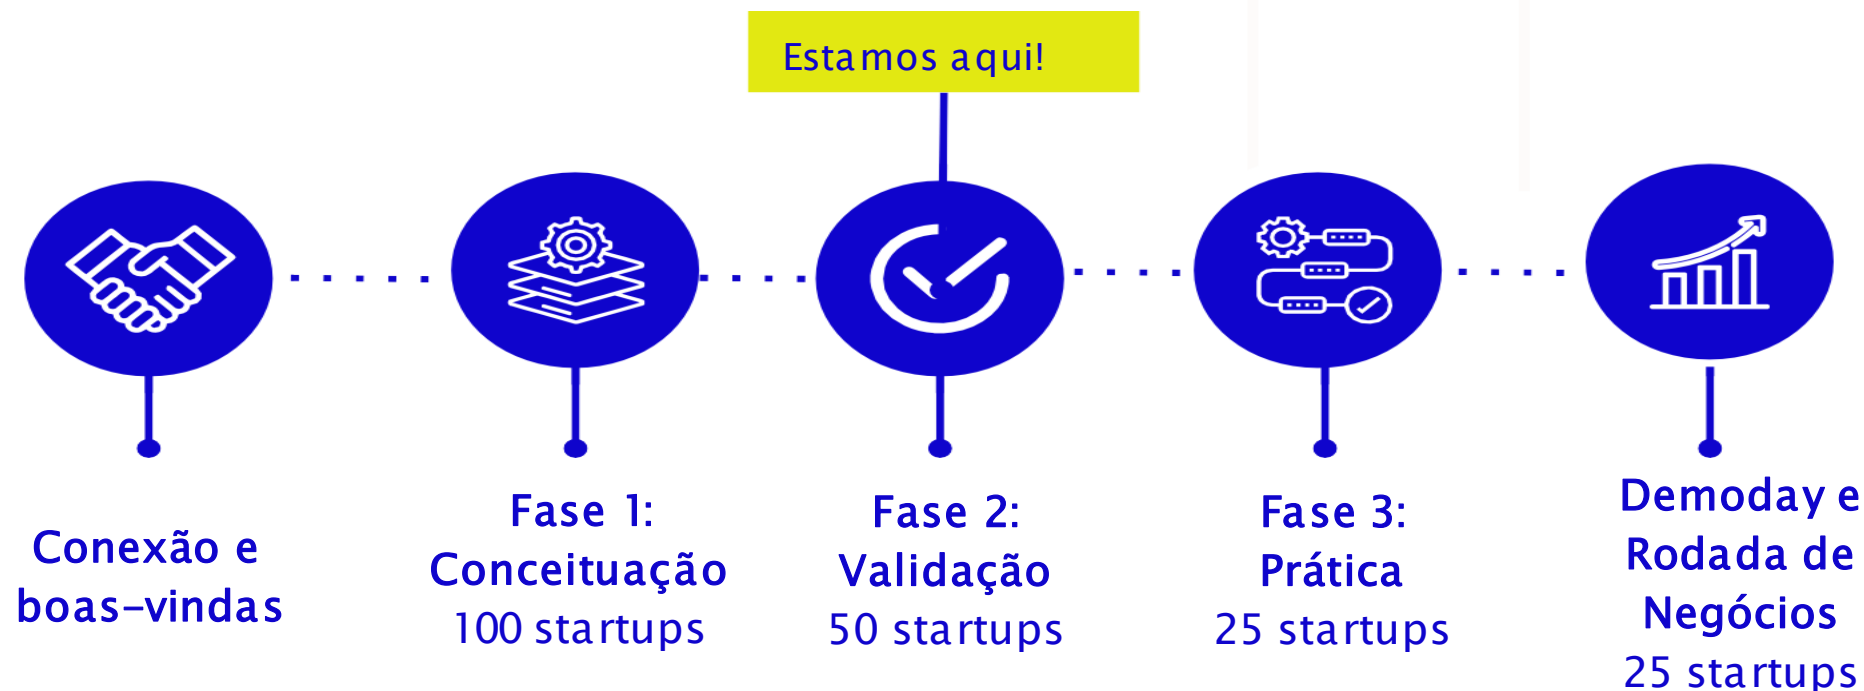 Estamos aqui!
Conexão e
boas-vindas
Fase 1:
Conceituação
100 startups
Fase 2:
Validação
50 startups
Fase 3:
Prática
25 startups
Demoday e
Rodada de
Negócios
25 startups